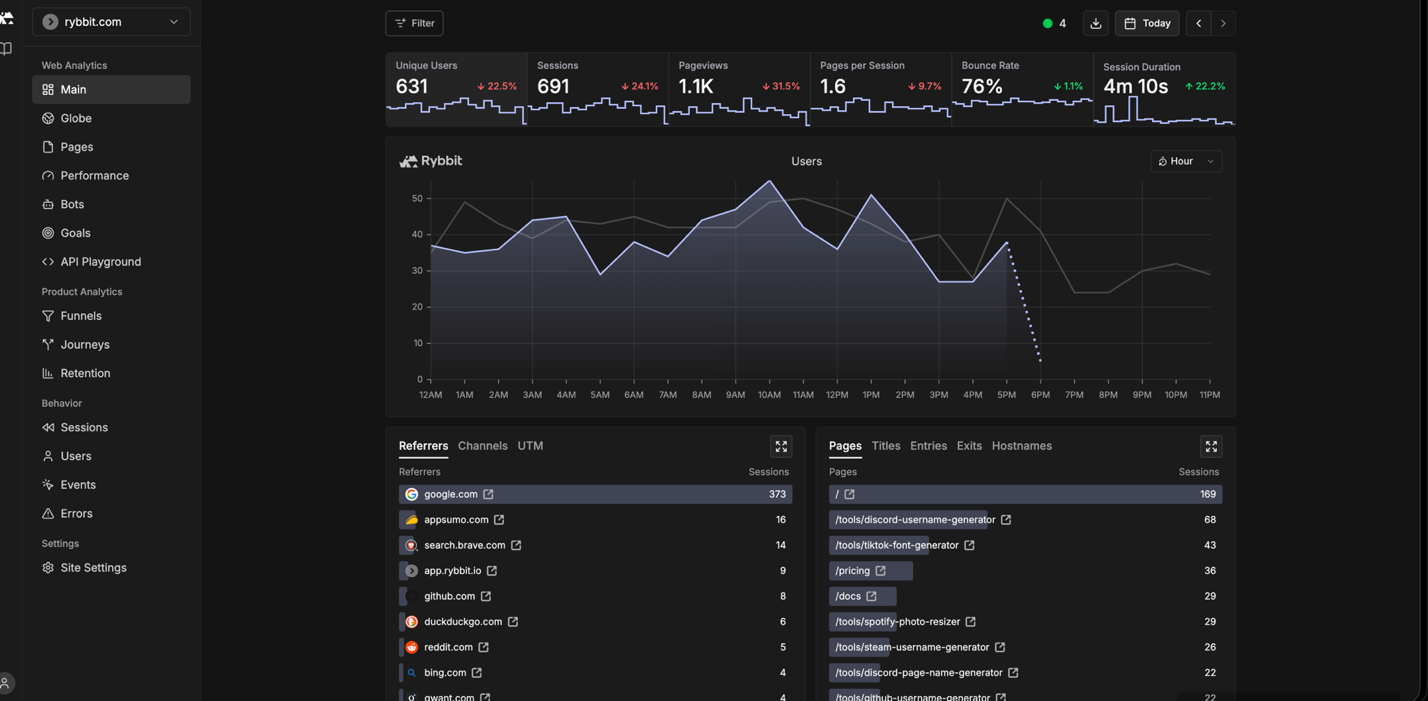 rybbit.com
Web Analytics
Main
Globe
Pages
Performance
Bots
Goals
API Playground
Product Analytics
Funnels
Journeys
Retention
Behavior
Sessions
Users
Events
Errors
Settings
Site Settings
Filter
4
Today
Unique Users
631
22.5%
Sessions
691
24.1%
Pageviews
1.1K
31.5%
Pages per Session
1.6
9.7%
Bounce Rate
76%
1.1%
Session Duration
4m 10s
22.2%
Rybbit
Users
Hour
50
40
30
20
10
0
12AM 1AM 2AM 3AM 4AM 5AM 6AM 7AM 8AM 9AM 10AM 11AM 12PM 1PM 2PM 3PM 4PM 5PM 6PM 7PM 8PM 9PM 10PM 11PM
Referrers Channels UTM
Referrers Sessions
google.com 373
appsumo.com 16
search.brave.com 14
app.rybbit.io 9
github.com 8
duckduckgo.com 6
reddit.com 5
bing.com 4
qwant.com 4
Pages Titles Entries Exits Hostnames
Pages Sessions
/ 169
/tools/discord-username-generator 68
/tools/tiktok-font-generator 43
/pricing 36
/docs 29
/tools/spotify-photo-resizer 29
/tools/steam-username-generator 26
/tools/discord-page-name-generator 22
/tools/github-username-generator 22